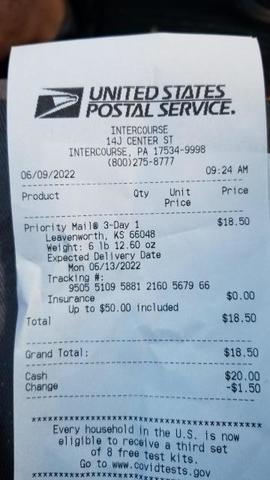 UNITED STATES
POSTAL SERVICE.
INTERCOURSE
14J CENTER ST
INTERCOURSE, PA 17534-9998
(800)275-8777
06/09/2022 09:24 AM
Product Qty Unit Price
Price
Priority Mail® 3-Day 1 $18.50
Leavenworth, KS 66048
Weight: 6 lb 12.60 oz
Expected Delivery Date
Mon 06/13/2022
Tracking #:
9505 5109 5881 2160 5679 66
Insurance $0.00
Up to $50.00 included
Total $18.50
Grand Total: $18.50
Cash $20.00
Change -$1.50
Every household in the U.S. is now
eligible to receive a third set
of 8 free test kits.
Go to www.covidtests.gov